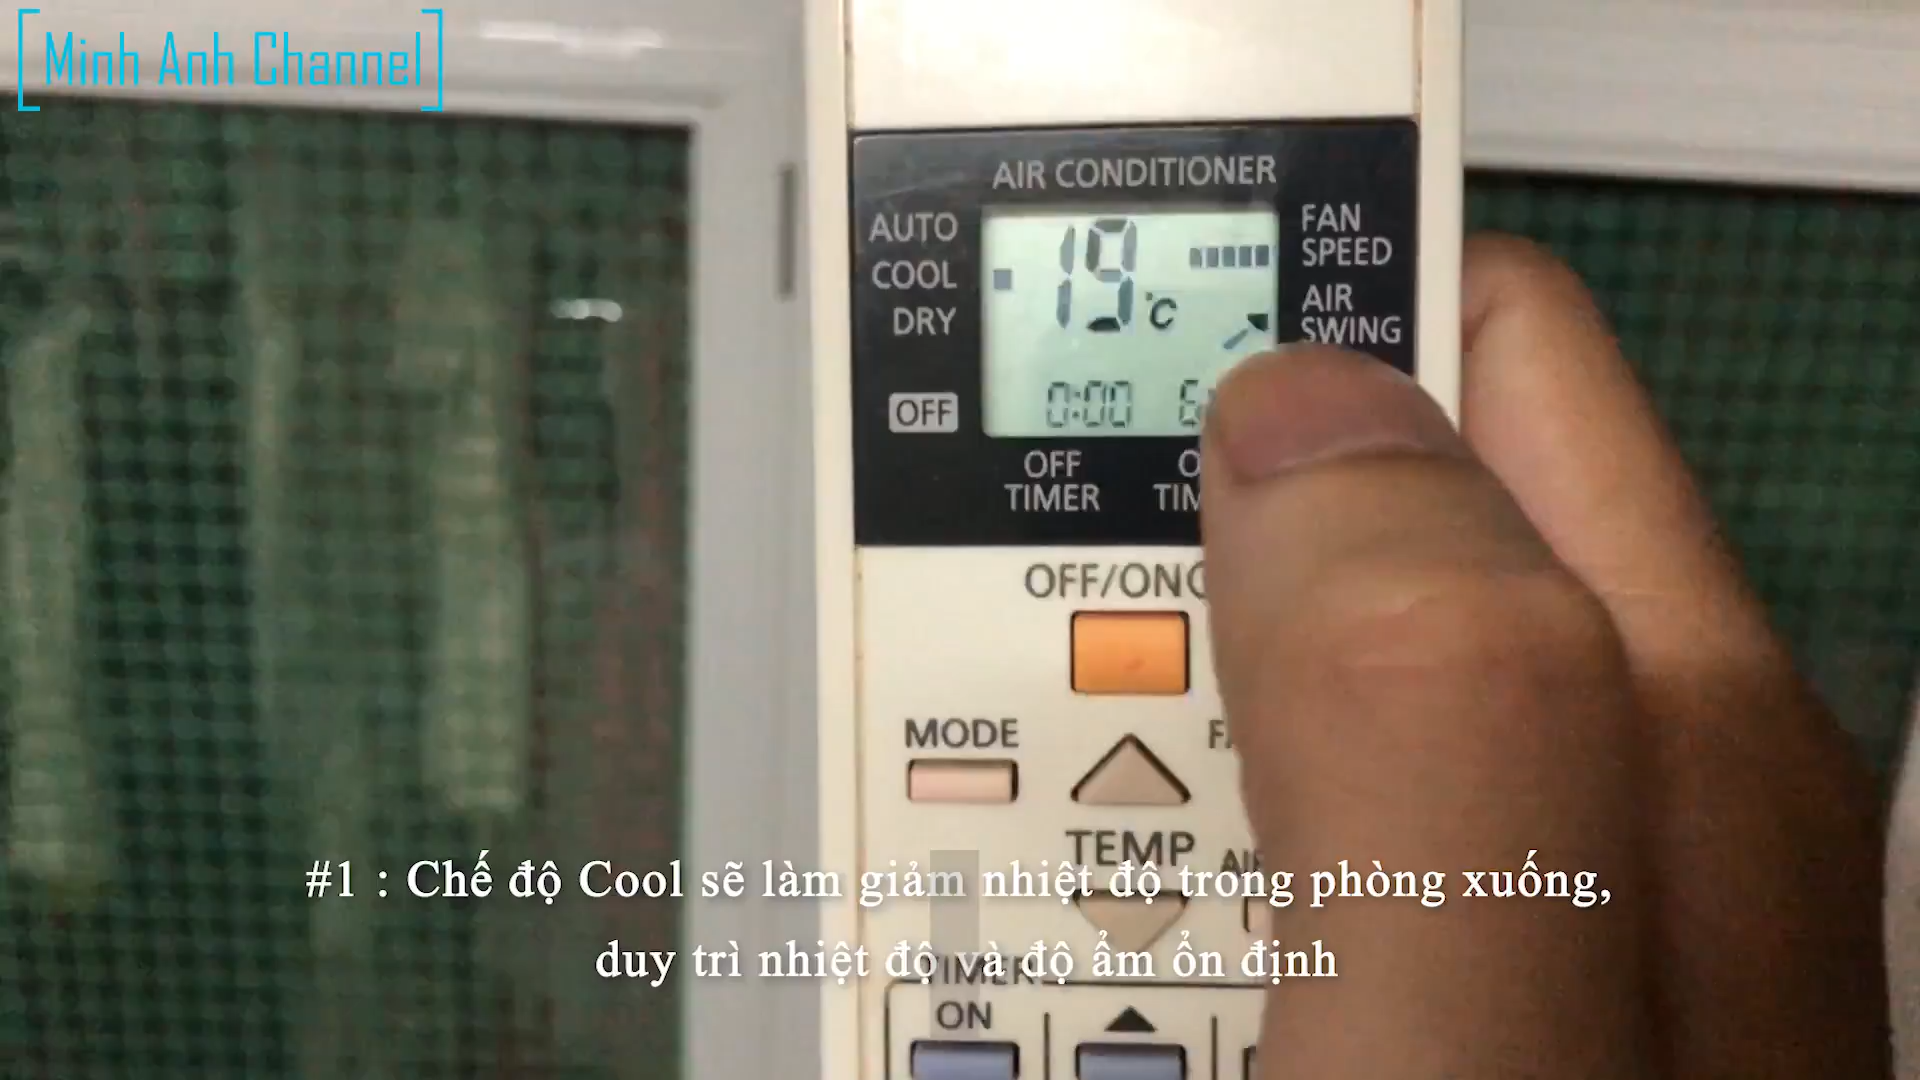 [Minh Anh Channel]
AIR CONDITIONER
AUTO
COOL
DRY
OFF
19°C
0:00
FAN
SPEED
AIR
SWING
OFF
TIMER
OFF/ON
MODE
TEMP
TIMER
ON
#1 : Chế độ Cool sẽ làm giảm nhiệt độ trong phòng xuống,
duy trì nhiệt độ và độ ẩm ổn định